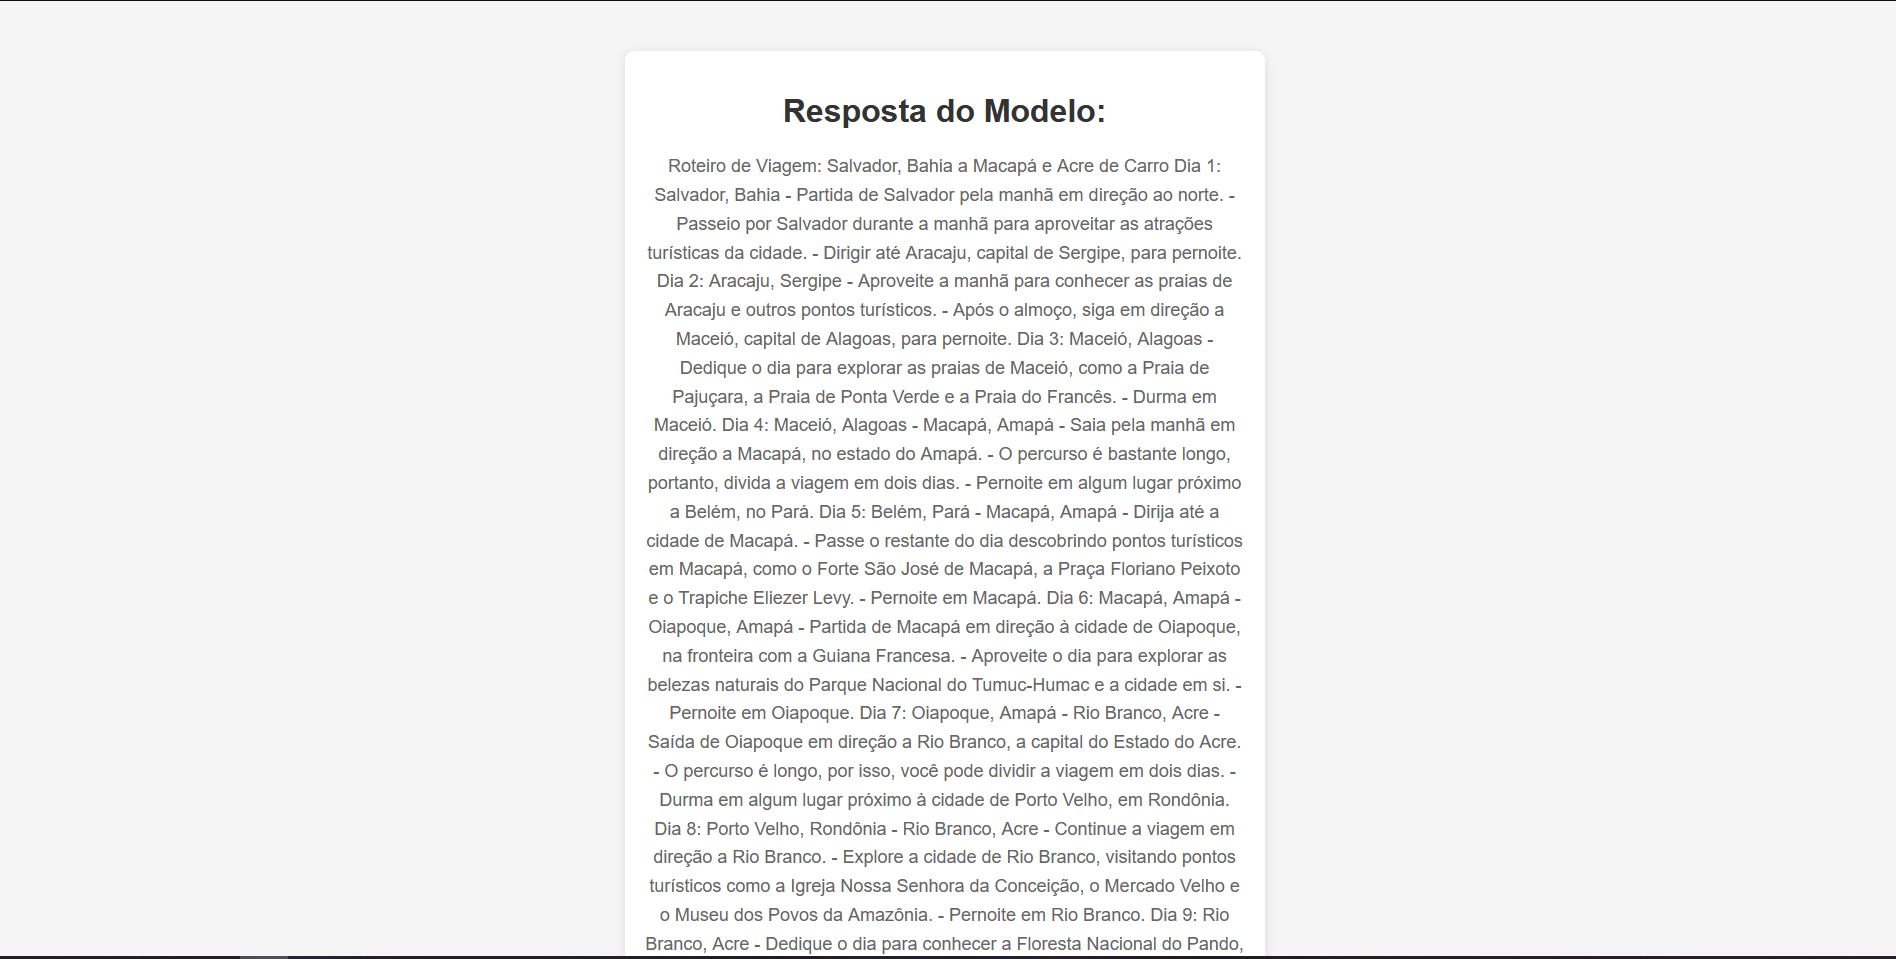 Resposta do Modelo:
Roteiro de Viagem: Salvador, Bahia a Macapá e Acre de Carro Dia 1:
Salvador, Bahia - Partida de Salvador pela manhã em direção ao norte. -
Passeio por Salvador durante a manhã para aproveitar as atrações
turísticas da cidade. - Dirigir até Aracaju, capital de Sergipe, para pernoite.
Dia 2: Aracaju, Sergipe - Aproveite a manhã para conhecer as praias de
Aracaju e outros pontos turísticos. - Após o almoço, siga em direção a
Maceió, capital de Alagoas, para pernoite. Dia 3: Maceió, Alagoas -
Dedique o dia para explorar as praias de Maceió, como a Praia de
Pajuçara, a Praia de Ponta Verde e a Praia do Francês. - Durma em
Maceió. Dia 4: Maceió, Alagoas - Macapá, Amapá - Saia pela manhã em
direção a Macapá, no estado do Amapá. - O percurso é bastante longo,
portanto, divida a viagem em dois dias. - Pernoite em algum lugar próximo
a Belém, no Pará. Dia 5: Belém, Pará - Macapá, Amapá - Dirija até a
cidade de Macapá. - Passe o restante do dia descobrindo pontos turísticos
em Macapá, como o Forte São José de Macapá, a Praça Floriano Peixoto
e o Trapiche Eliezer Levy. - Pernoite em Macapá. Dia 6: Macapá, Amapá -
Oiapoque, Amapá - Partida de Macapá em direção à cidade de Oiapoque,
na fronteira com a Guiana Francesa. - Aproveite o dia para explorar as
belezas naturais do Parque Nacional do Tumuc-Humac e a cidade em si. -
Pernoite em Oiapoque. Dia 7: Oiapoque, Amapá - Rio Branco, Acre -
Saída de Oiapoque em direção a Rio Branco, a capital do Estado do Acre.
- O percurso é longo, por isso, você pode dividir a viagem em dois dias. -
Durma em algum lugar próximo à cidade de Porto Velho, em Rondônia.
Dia 8: Porto Velho, Rondônia - Rio Branco, Acre - Continue a viagem em
direção a Rio Branco. - Explore a cidade de Rio Branco, visitando pontos
turísticos como a Igreja Nossa Senhora da Conceição, o Mercado Velho e
o Museu dos Povos da Amazônia. - Pernoite em Rio Branco. Dia 9: Rio
Branco, Acre - Dedique o dia para conhecer a Floresta Nacional do Pando,